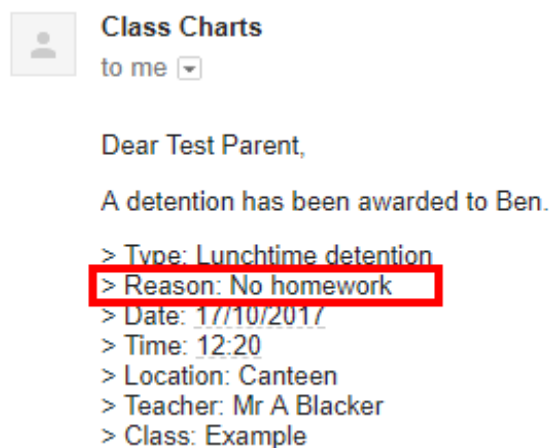 Class Charts
to me
Dear Test Parent,
A detention has been awarded to Ben.
> Type: Lunchtime detention
> Reason: No homework
> Date: 17/10/2017
> Time: 12:20
> Location: Canteen
> Teacher: Mr A Blacker
> Class: Example